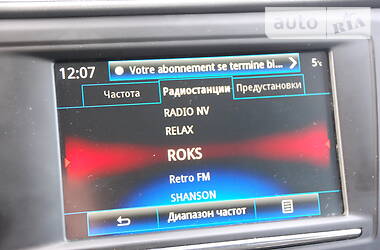 auto RIA
12:07
Votre abonnement se termine bi...
5°c
Частота
Радиостанции
Предустановки
RADIO NV
RELAX
ROKS
Retro FM
SHANSON
Диапазон частот